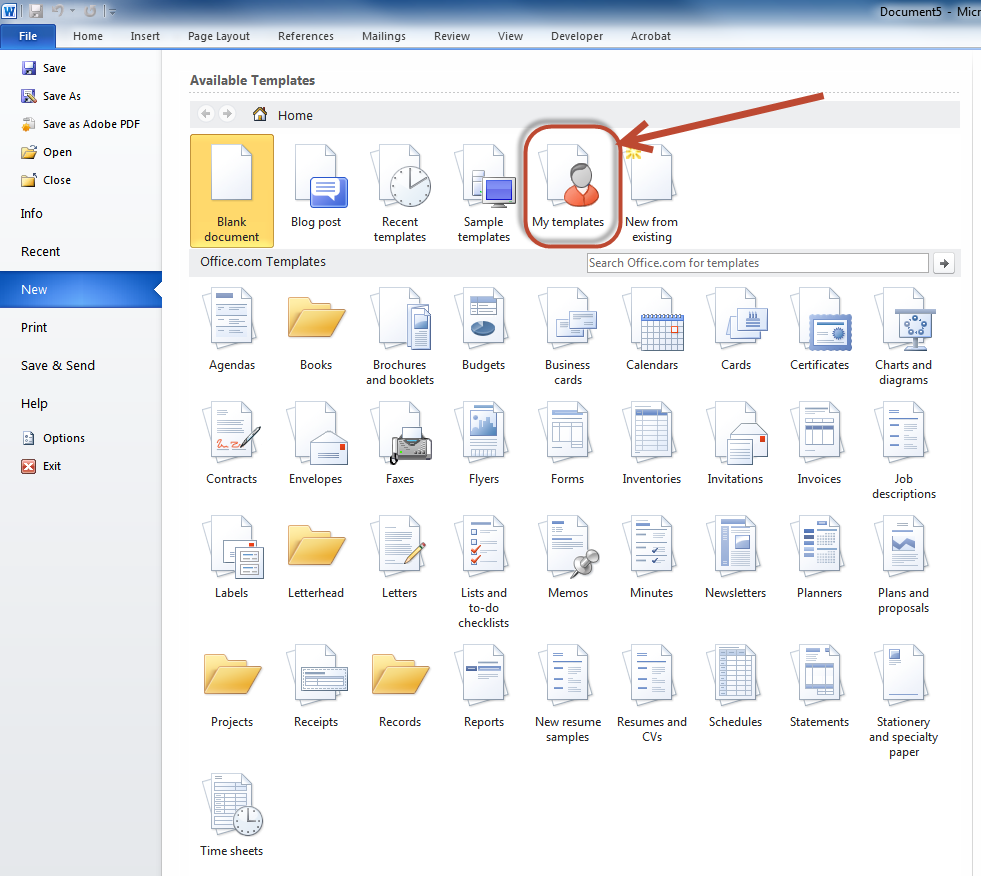 W
Document5 - Micr
File Home Insert Page Layout References Mailings Review View Developer Acrobat
Save
Save As
Save as Adobe PDF
Open
Close
Info
Recent
New
Print
Save & Send
Help
Options
Exit
Available Templates
Home
Blank
document
Blog post
Recent
templates
Sample
templates
My templates
New from
existing
Office.com Templates
Search Office.com for templates
Agendas
Books
Brochures
and booklets
Budgets
Business
cards
Calendars
Cards
Certificates
Charts and
diagrams
Contracts
Envelopes
Faxes
Flyers
Forms
Inventories
Invitations
Invoices
Job
descriptions
Labels
Letterhead
Letters
Lists and
to-do
checklists
Memos
Minutes
Newsletters
Planners
Plans and
proposals
Projects
Receipts
Records
Reports
New resume
samples
Resumes and
CVs
Schedules
Statements
Stationery
and specialty
paper
Time sheets